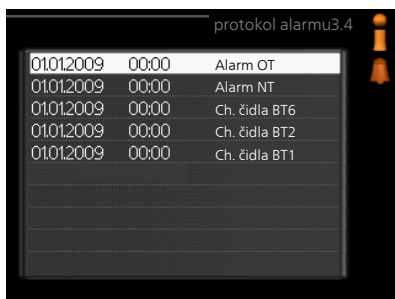 protokol alarmu3.4
01.01.2009 00:00 Alarm OT
01.01.2009 00:00 Alarm NT
01.01.2009 00:00 Ch. čidla BT6
01.01.2009 00:00 Ch. čidla BT2
01.01.2009 00:00 Ch. čidla BT1